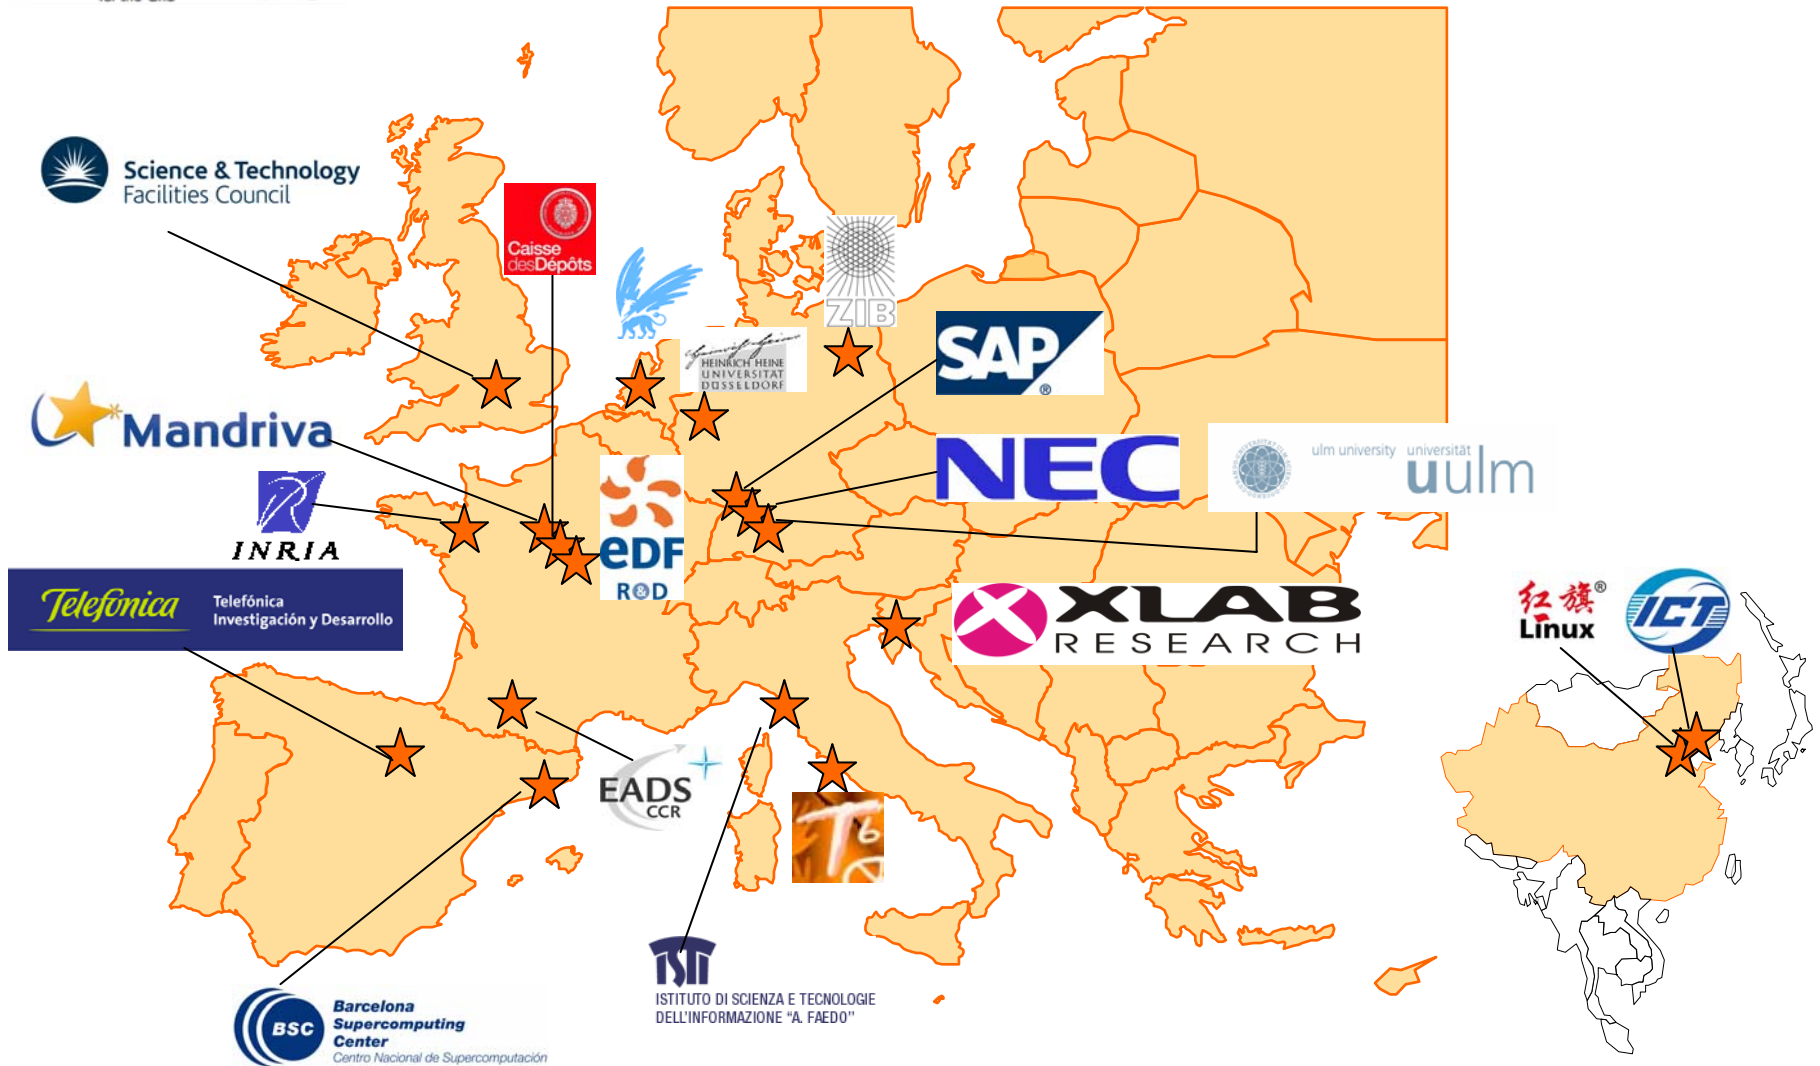 Science & Technology
Facilities Council
Caisse
desDépôts
ZIB
HEINRICH HEINE
UNIVERSITÄT
DÜSSELDORF
SAP
®
Mandriva
NEC
ulm university universität
uulm
INRIA
eDF
R&D
Telefónica
Telefónica
Investigación y Desarrollo
XLAB
RESEARCH
红旗®
Linux
ICT
EADS
CCR
T6
ISTI
ISTITUTO DI SCIENZA E TECNOLOGIE
DELL'INFORMAZIONE "A. FAEDO"
BSC
Barcelona
Supercomputing
Center
Centro Nacional de Supercomputación